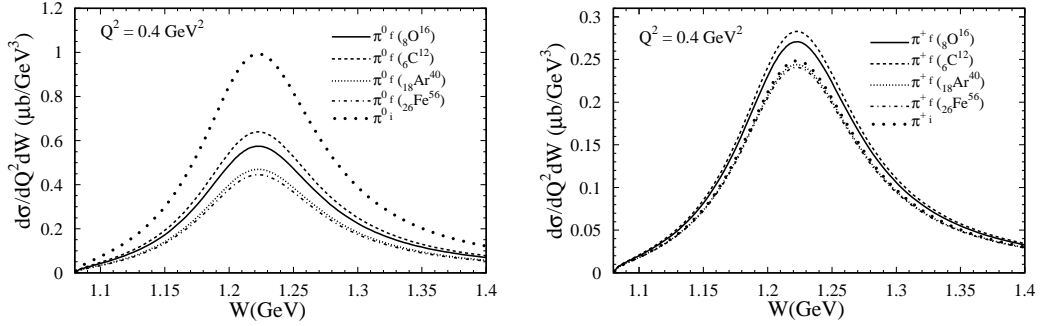 Q² = 0.4 GeV²
π⁰ ᶠ (₈O¹⁶)
π⁰ ᶠ (₆C¹²)
π⁰ ᶠ (₁₈Ar⁴⁰)
π⁰ ᶠ (₂₆Fe⁵⁶)
π⁰ ⁱ
dσ/dQ²dW (μb/GeV³)
1.2
1
0.8
0.6
0.4
0.2
0
1.1 1.15 1.2 1.25 1.3 1.35 1.4
W(GeV)
Q² = 0.4 GeV²
π⁺ ᶠ (₈O¹⁶)
π⁺ ᶠ (₆C¹²)
π⁺ ᶠ (₁₈Ar⁴⁰)
π⁺ ᶠ (₂₆Fe⁵⁶)
π⁺ ⁱ
dσ/dQ²dW (μb/GeV³)
0.3
0.25
0.2
0.15
0.1
0.05
0
1.1 1.15 1.2 1.25 1.3 1.35 1.4
W(GeV)